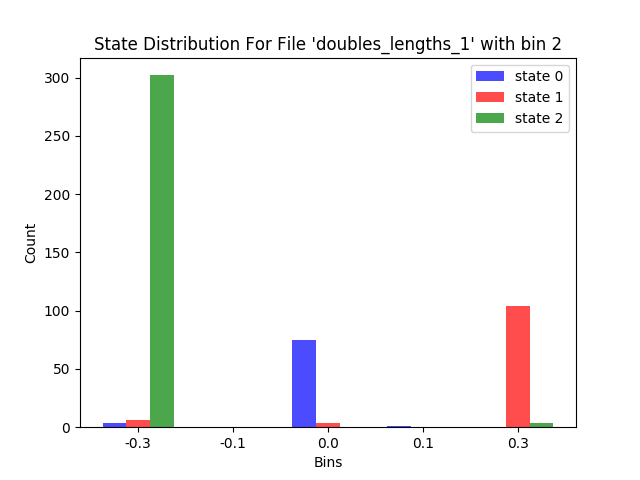 State Distribution For File 'doubles_lengths_1' with bin 2
300
250
200
150
100
50
0
Count
state 0
state 1
state 2
-0.3 -0.1 0.0 0.1 0.3
Bins